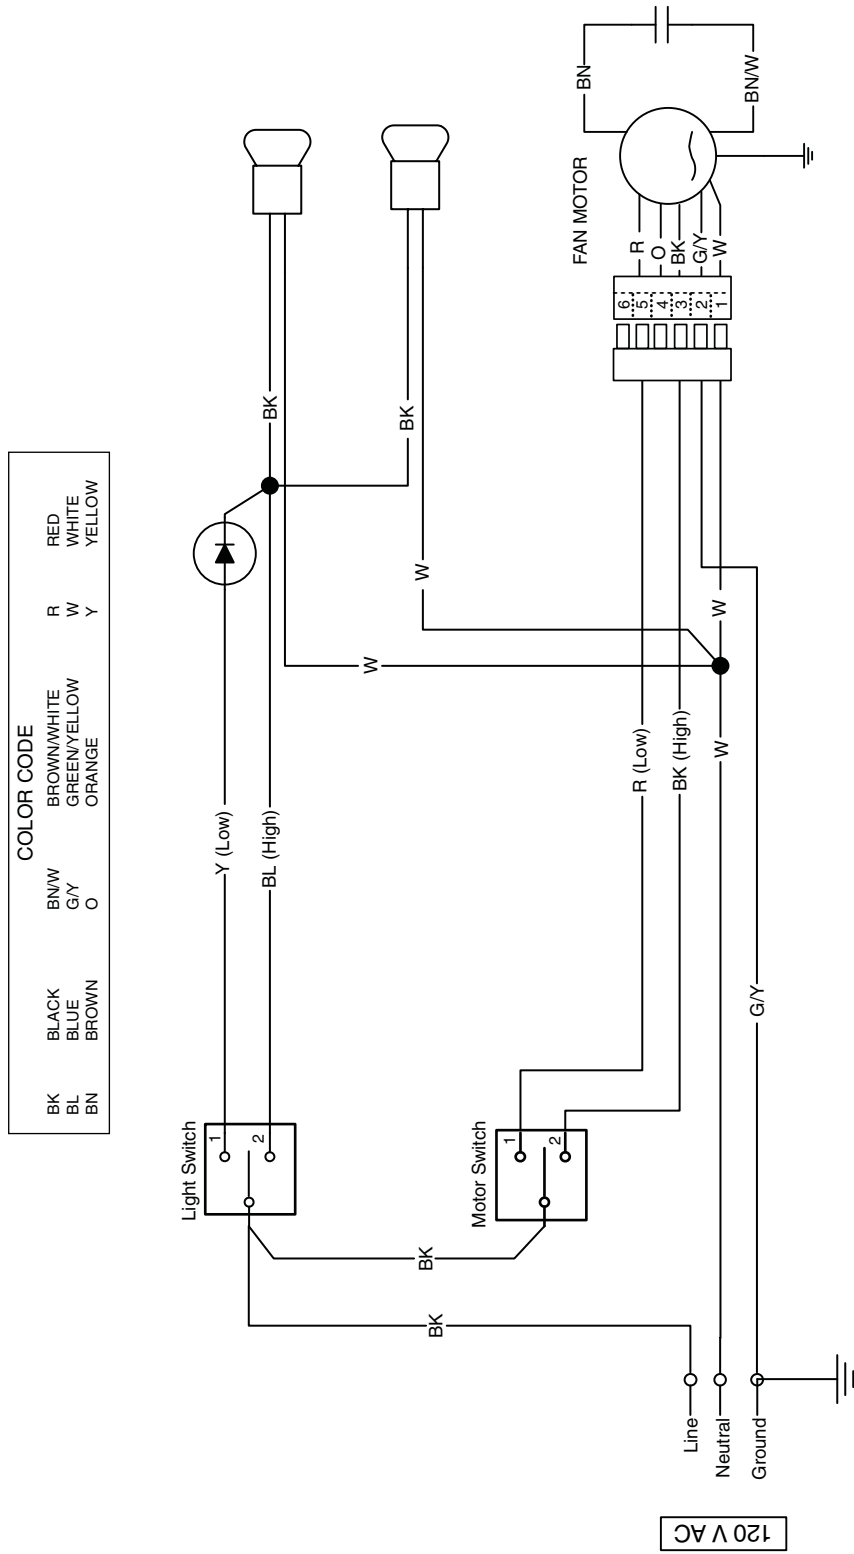 COLOR CODE
BK BLACK BN/W BROWN/WHITE R RED
BL BLUE G/Y GREEN/YELLOW W WHITE
BN BROWN O ORANGE Y YELLOW
Light Switch
1
2
Y (Low)
BL (High)
BK
BK
W
W
BK
BK
Motor Switch
1
2
R (Low)
BK (High)
W
W
G/Y
FAN MOTOR
BN
BN/W
6
5
4
3
2
1
R
O
BK
G/Y
W
Line
Neutral
Ground
120 V AC